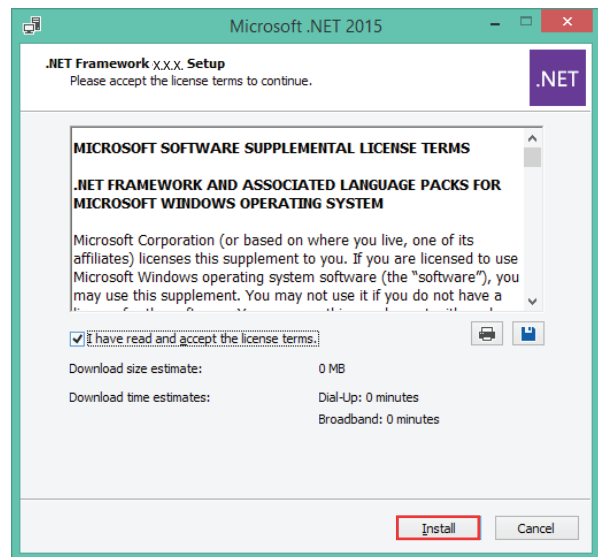 Microsoft .NET 2015
.NET Framework X.X.X. Setup
Please accept the license terms to continue.
.NET
MICROSOFT SOFTWARE SUPPLEMENTAL LICENSE TERMS
.NET FRAMEWORK AND ASSOCIATED LANGUAGE PACKS FOR
MICROSOFT WINDOWS OPERATING SYSTEM
Microsoft Corporation (or based on where you live, one of its
affiliates) licenses this supplement to you. If you are licensed to use
Microsoft Windows operating system software (the “software”), you
may use this supplement. You may not use it if you do not have a
I have read and accept the license terms.
Download size estimate: 0 MB
Download time estimates: Dial-Up: 0 minutes
Broadband: 0 minutes
Install Cancel